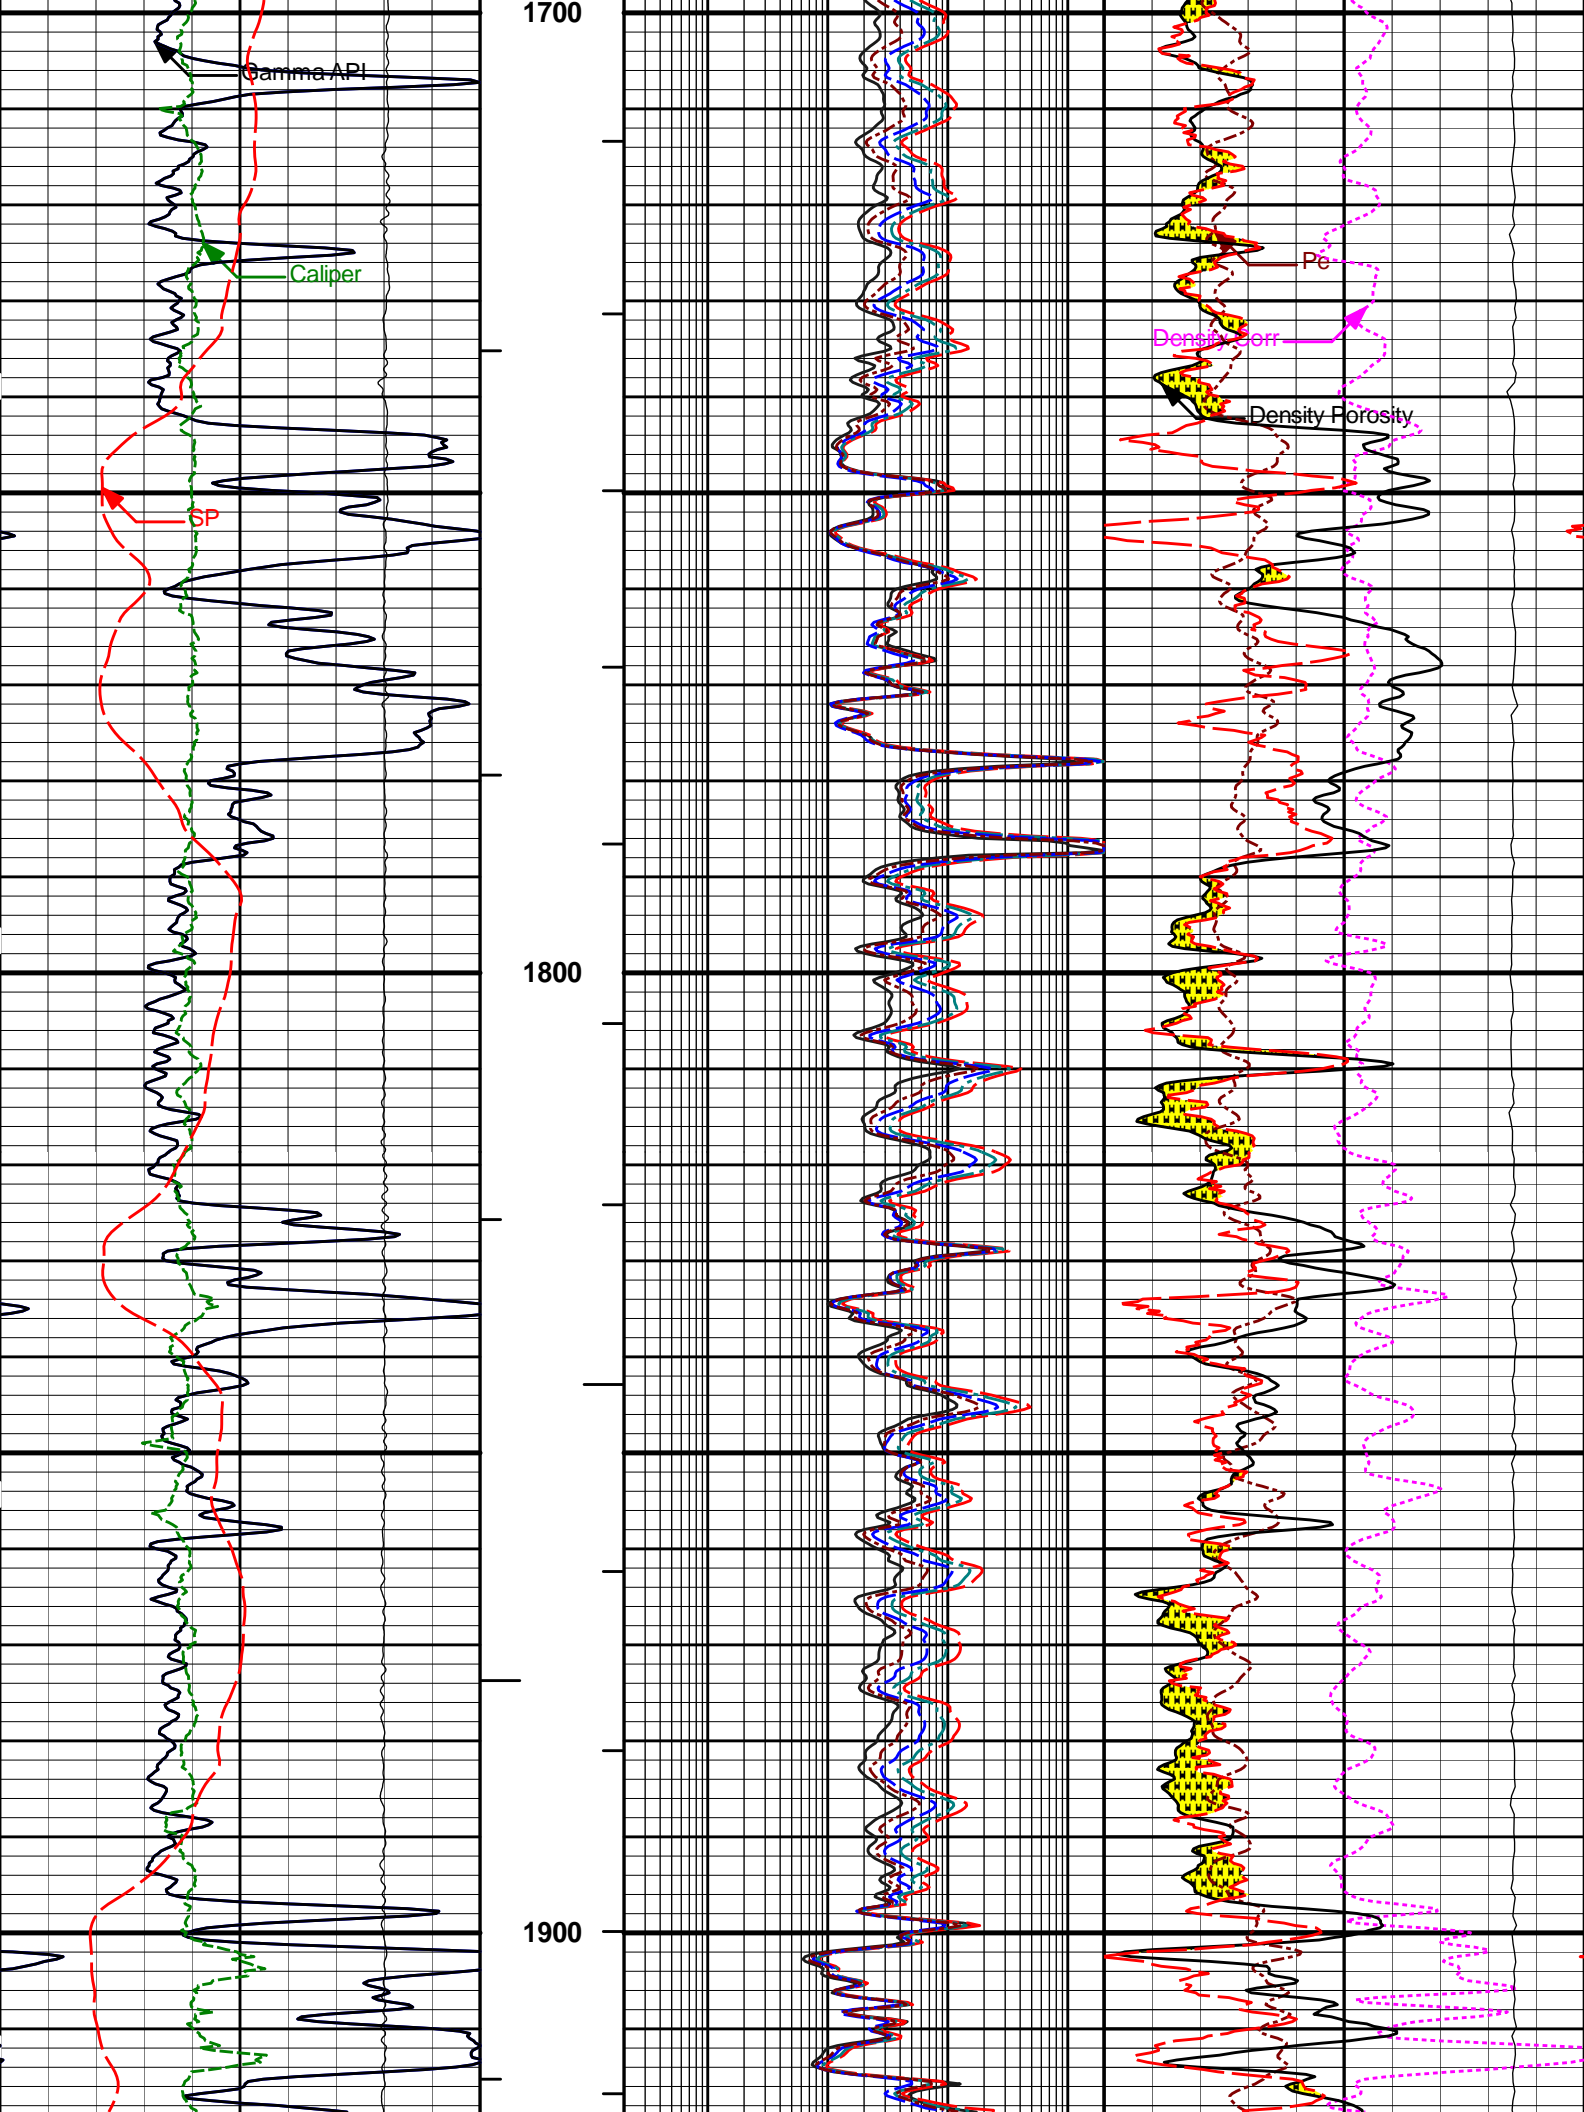 1700
Gamma API
Caliper
Pe
Density Corr
Density Porosity
SP
1800
1900